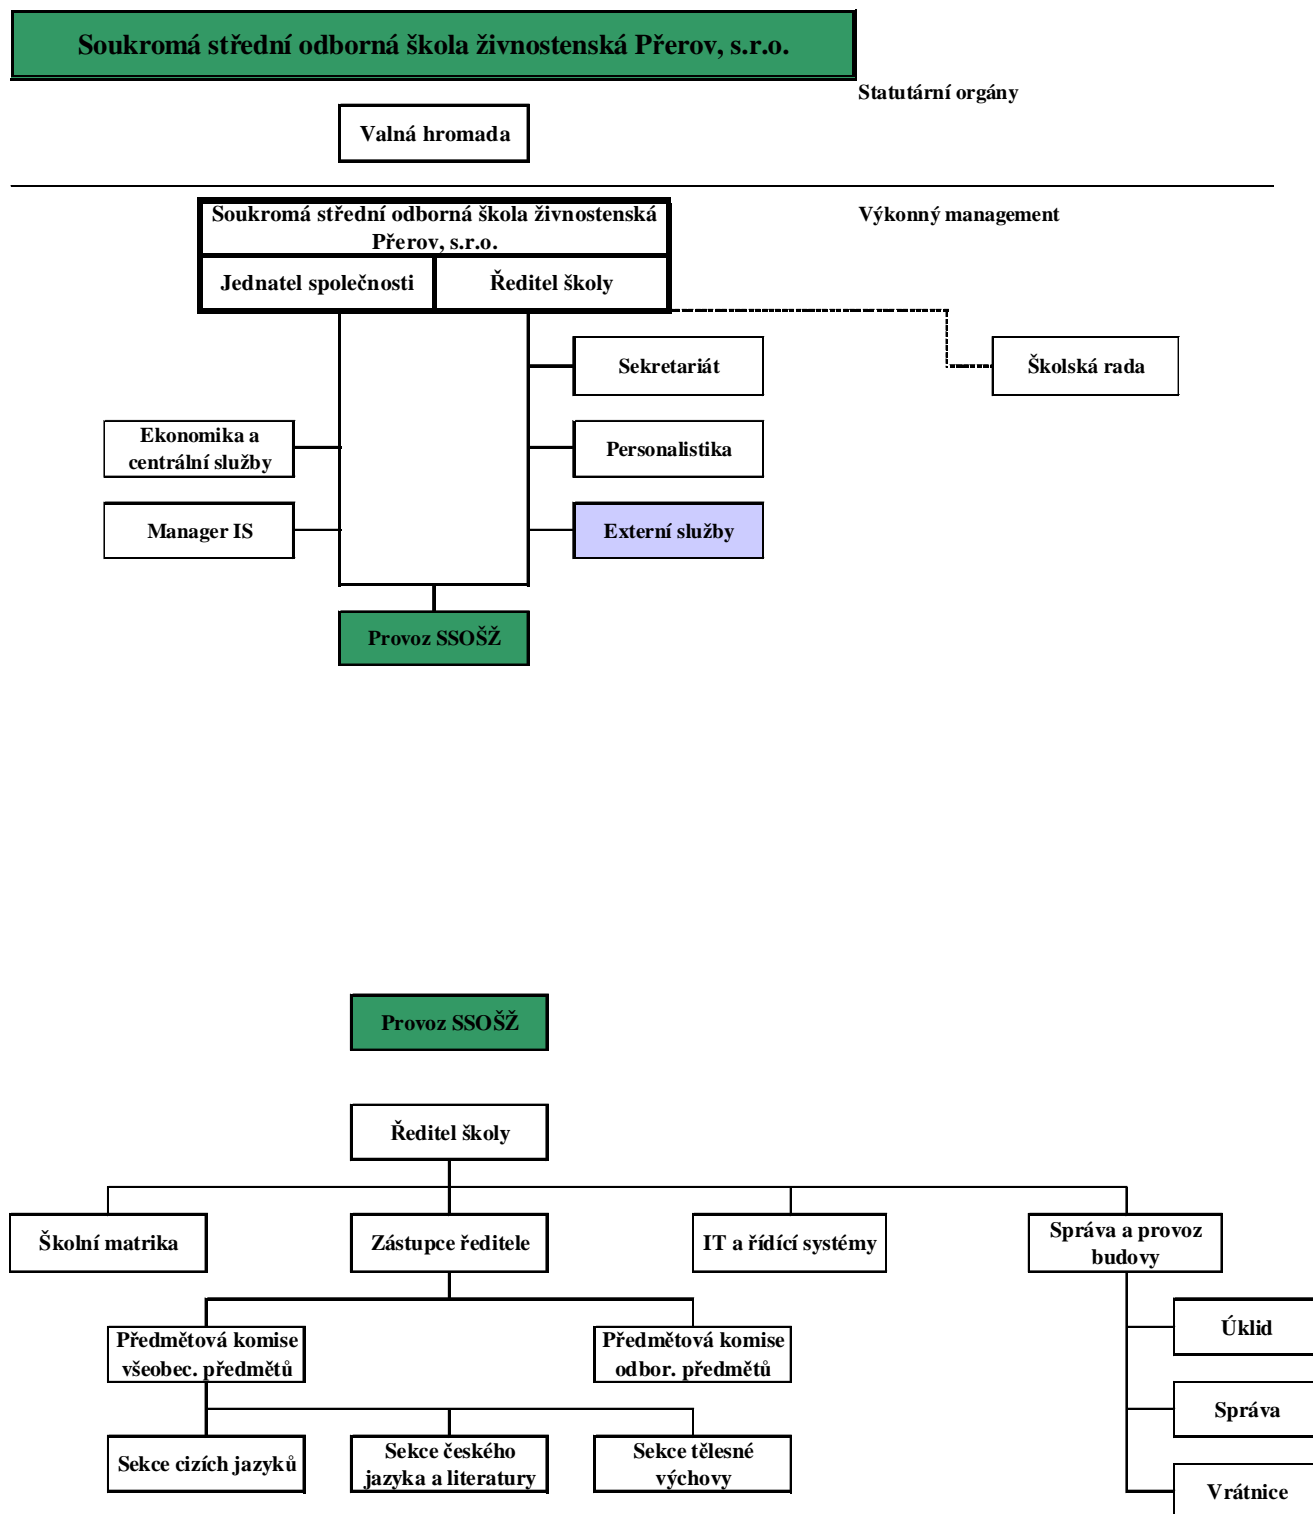 Soukromá střední odborná škola živnostenská Přerov, s.r.o.
Statutární orgány
Valná hromada
Soukromá střední odborná škola živnostenská
Přerov, s.r.o.
Výkonný management
Jednatel společnosti
Ředitel školy
Sekretariát
Školská rada
Ekonomika a
centrální služby
Personalistika
Manager IS
Externí služby
Provoz SSOŠŽ
Provoz SSOŠŽ
Ředitel školy
Školní matrika
Zástupce ředitele
IT a řídící systémy
Správa a provoz
budovy
Úklid
Předmětová komise
všeobec. předmětů
Předmětová komise
odbor. předmětů
Správa
Sekce cizích jazyků
Sekce českého
jazyka a literatury
Sekce tělesné
výchovy
Vrátnice